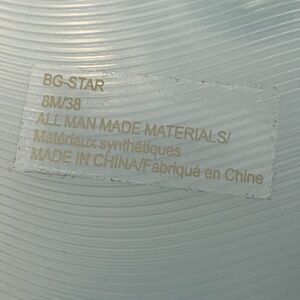 BG-STAR
8M/38
ALL MAN MADE MATERIALS/
Matériaux synthétiques
MADE IN CHINA/Fabriqué en Chine